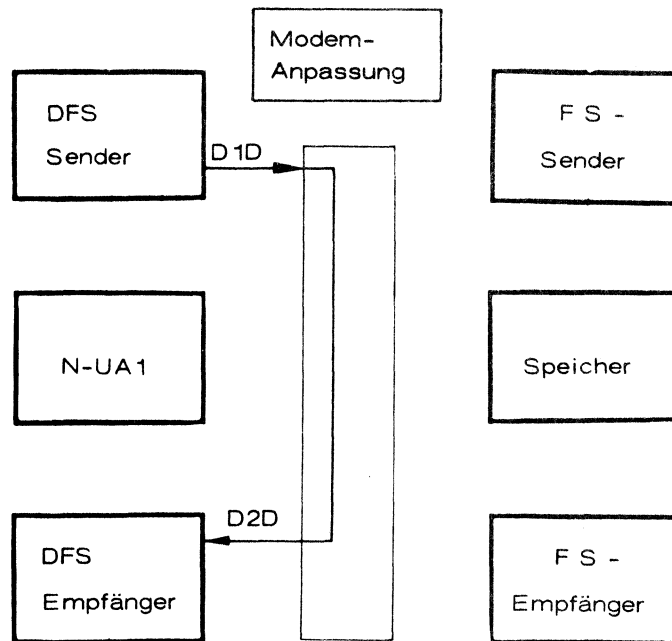 Modem-
Anpassung
DFS
Sender
D1D
F S -
Sender
N-UA1
Speicher
D2D
DFS
Empfänger
F S -
Empfänger